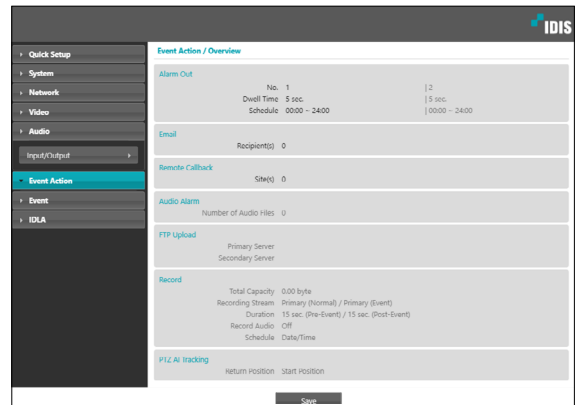 IDIS
Quick Setup
System
Network
Video
Audio
Input/Output
Event Action
Event
IDLA
Event Action / Overview
Alarm Out
No. 1 | 2
Dwell Time 5 sec. | 5 sec.
Schedule 00:00 ~ 24:00 | 00:00 ~ 24:00
Email
Recipient(s) 0
Remote Callback
Site(s) 0
Audio Alarm
Number of Audio Files 0
FTP Upload
Primary Server
Secondary Server
Record
Total Capacity 0.00 byte
Recording Stream Primary (Normal) / Primary (Event)
Duration 15 sec. (Pre-Event) / 15 sec. (Post-Event)
Record Audio Off
Schedule Date/Time
PTZ AI Tracking
Return Position Start Position
Save